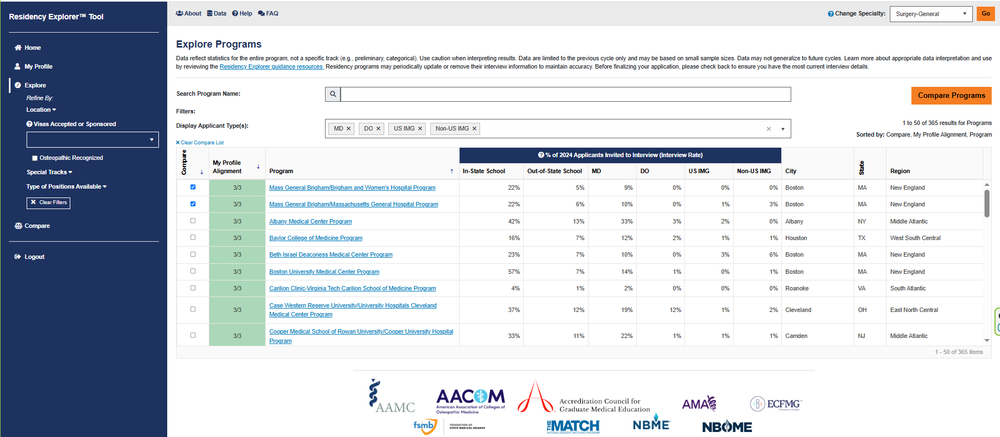 Residency Explorer™ Tool
Home
My Profile
Explore
Refine By:
Location
Visas Accepted or Sponsored
Osteopathic Recognized
Special Tracks
Type of Positions Available
Clear Filters
Compare
Logout
About Data Help FAQ
Change Specialty: Surgery-General Go
Explore Programs
Data reflect statistics for the entire program, not a specific track (e.g., preliminary, categorical). Use caution when interpreting results. Data are limited to the previous cycle only and may be based on small sample sizes. Data may not generalize to future cycles. Learn more about appropriate data interpretation and use
by reviewing the Residency Explorer guidance resources. Residency programs may periodically update or remove their interview information to maintain accuracy. Before finalizing your application, please check back to ensure you have the most current interview details.
Search Program Name:
Compare Programs
Filters:
Display Applicant Type(s): MD DO US IMG Non-US IMG
1 to 50 of 365 results for Programs
Sorted by: Compare, My Profile Alignment, Program
Clear Compare List
% of 2024 Applicants Invited to Interview (Interview Rate)
Compare My Profile Alignment Program In-State School Out-of-State School MD DO US IMG Non-US IMG City State Region
3/3 Mass General Brigham/Brigham and Women's Hospital Program 22% 5% 9% 0% 0% 0% Boston MA New England
3/3 Mass General Brigham/Massachusetts General Hospital Program 22% 6% 10% 0% 1% 3% Boston MA New England
3/3 Albany Medical Center Program 42% 13% 33% 3% 2% 0% Albany NY Middle Atlantic
3/3 Baylor College of Medicine Program 16% 7% 12% 2% 1% 1% Houston TX West South Central
3/3 Beth Israel Deaconess Medical Center Program 23% 7% 10% 0% 3% 6% Boston MA New England
3/3 Boston University Medical Center Program 57% 7% 14% 1% 0% 1% Boston MA New England
3/3 Carilion Clinic-Virginia Tech Carilion School of Medicine Program 4% 1% 2% 0% 0% 0% Roanoke VA South Atlantic
3/3 Case Western Reserve University/University Hospitals Cleveland
Medical Center Program 37% 12% 19% 12% 1% 2% Cleveland OH East North Central
3/3 Cooper Medical School of Rowan University/Cooper University Hospital
Program 33% 11% 22% 1% 1% 1% Camden NJ Middle Atlantic
1 - 50 of 365 items
AAMC
AACOM
American Association of Colleges of
Osteopathic Medicine
Accreditation Council for
Graduate Medical Education
AMA
ECFMG™
fsmb
FEDERATION OF
STATE MEDICAL BOARDS
THE MATCH
NATIONAL RESIDENT MATCHING PROGRAM®
NBME
NBOME